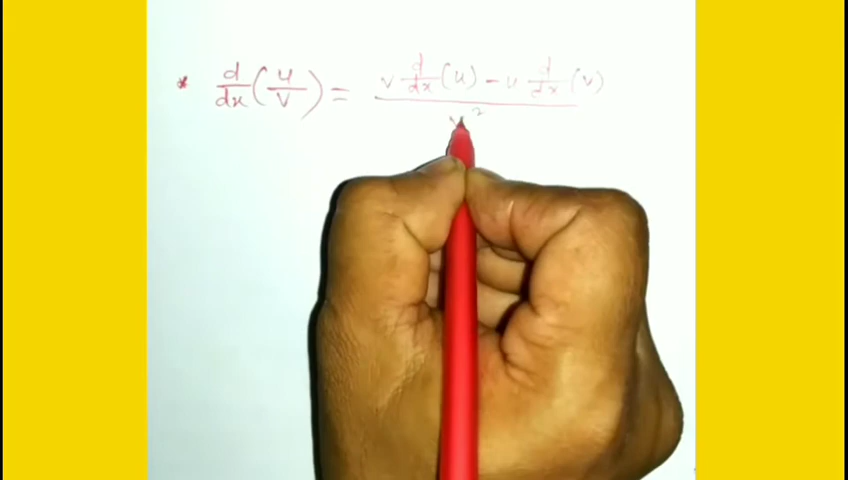 * d/dx (u/v) = (v d/dx (u) - u d/dx (v)) / v²